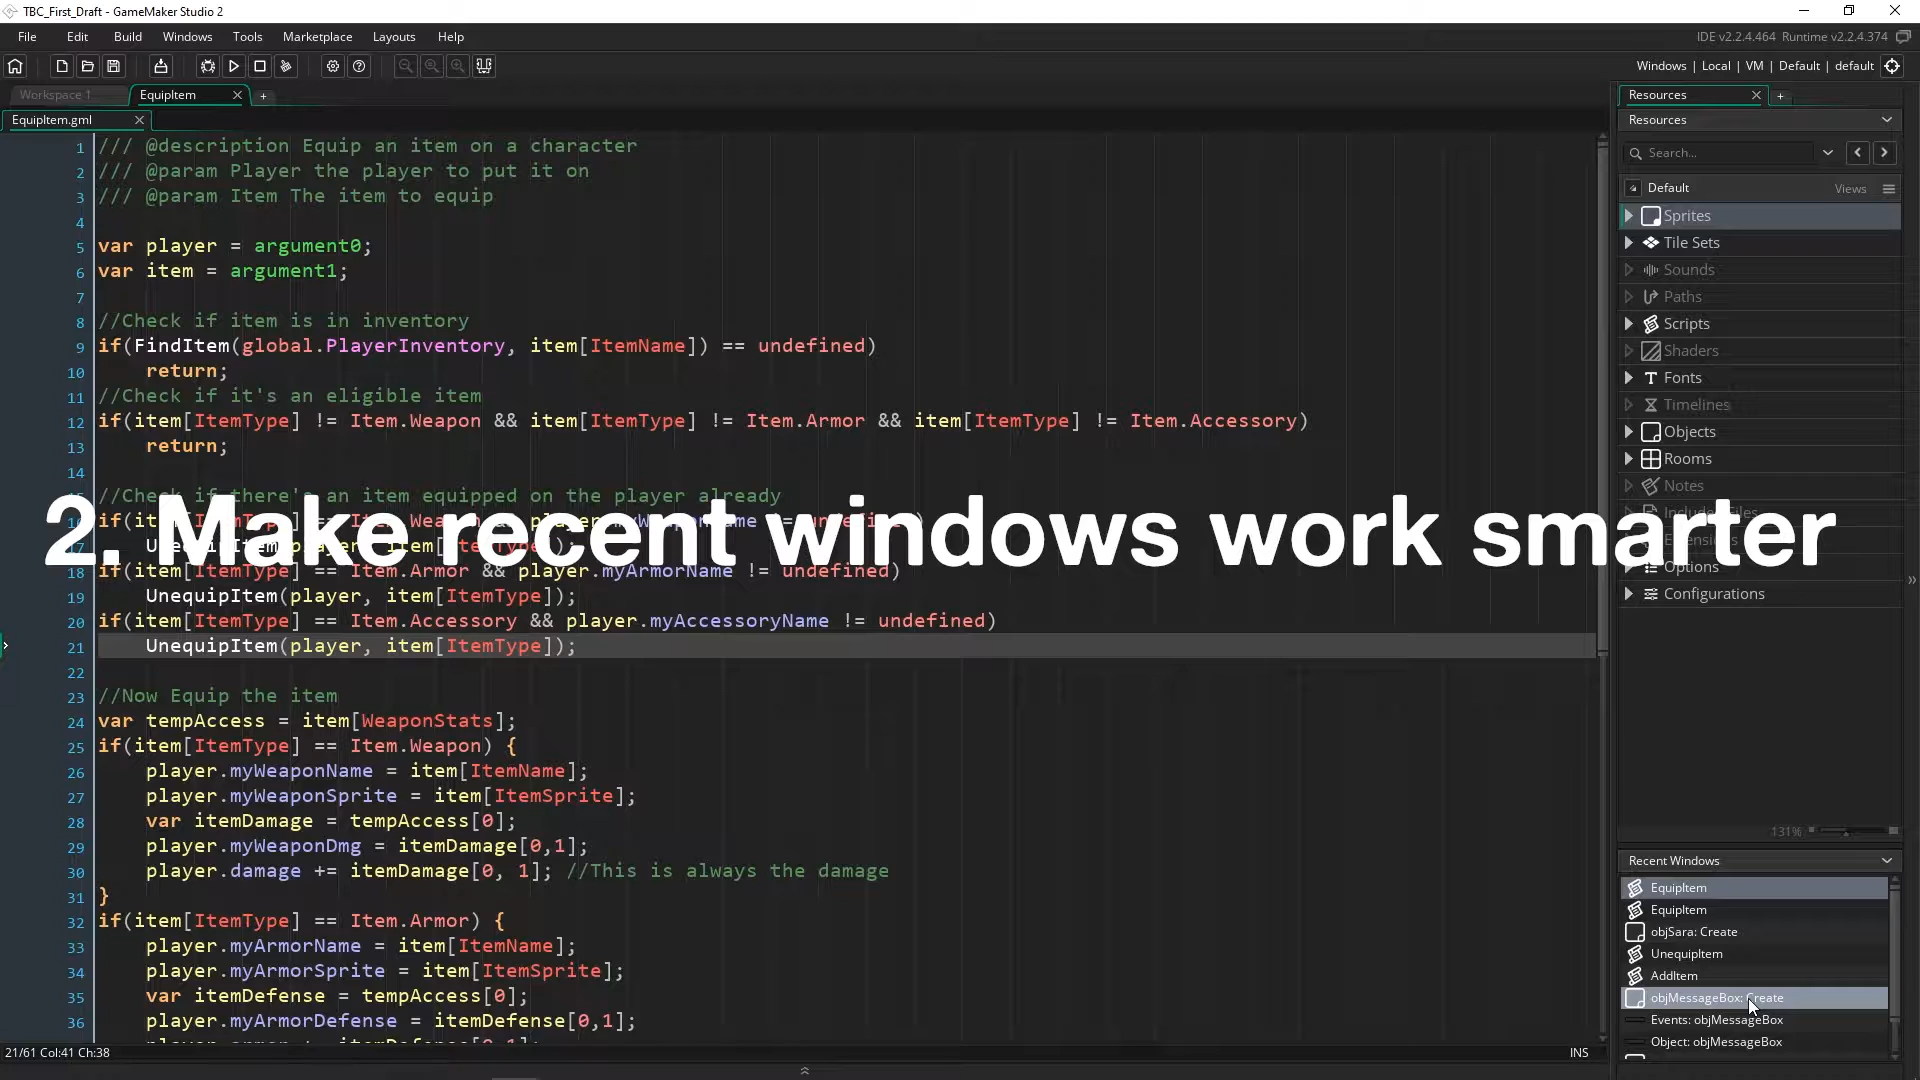 TBC_First_Draft - GameMaker Studio 2
File Edit Build Windows Tools Marketplace Layouts Help
IDE v2.2.4.464 Runtime v2.2.4.374
Windows | Local | VM | Default | default
Workspace 1
EquipItem
EquipItem.gml
1 /// @description Equip an item on a character
2 /// @param Player the player to put it on
3 /// @param Item The item to equip
4
5 var player = argument0;
6 var item = argument1;
7
8 //Check if item is in inventory
9 if(FindItem(global.PlayerInventory, item[ItemName]) == undefined)
10 return;
11 //Check if it's an eligible item
12 if(item[ItemType] != Item.Weapon && item[ItemType] != Item.Armor && item[ItemType] != Item.Accessory)
13 return;
14
//Check if there's an item equipped on the player already
2. Make recent windows work smarter
18 if(item[ItemType] == Item.Armor && player.myArmorName != undefined)
19 UnequipItem(player, item[ItemType]);
20 if(item[ItemType] == Item.Accessory && player.myAccessoryName != undefined)
21 UnequipItem(player, item[ItemType]);
22
23 //Now Equip the item
24 var tempAccess = item[WeaponStats];
25 if(item[ItemType] == Item.Weapon) {
26 player.myWeaponName = item[ItemName];
27 player.myWeaponSprite = item[ItemSprite];
28 var itemDamage = tempAccess[0];
29 player.myWeaponDmg = itemDamage[0,1];
30 player.damage += itemDamage[0, 1]; //This is always the damage
31 }
32 if(item[ItemType] == Item.Armor) {
33 player.myArmorName = item[ItemName];
34 player.myArmorSprite = item[ItemSprite];
35 var itemDefense = tempAccess[0];
36 player.myArmorDefense = itemDefense[0,1];
21/61 Col:41 Ch:38
INS
Resources
Resources
Search...
Default
Views
Sprites
Tile Sets
Sounds
Paths
Scripts
Shaders
Fonts
Timelines
Objects
Rooms
Notes
Options
Configurations
131%
Recent Windows
EquipItem
EquipItem
objSara: Create
UnequipItem
AddItem
objMessageBox: Create
Events: objMessageBox
Object: objMessageBox